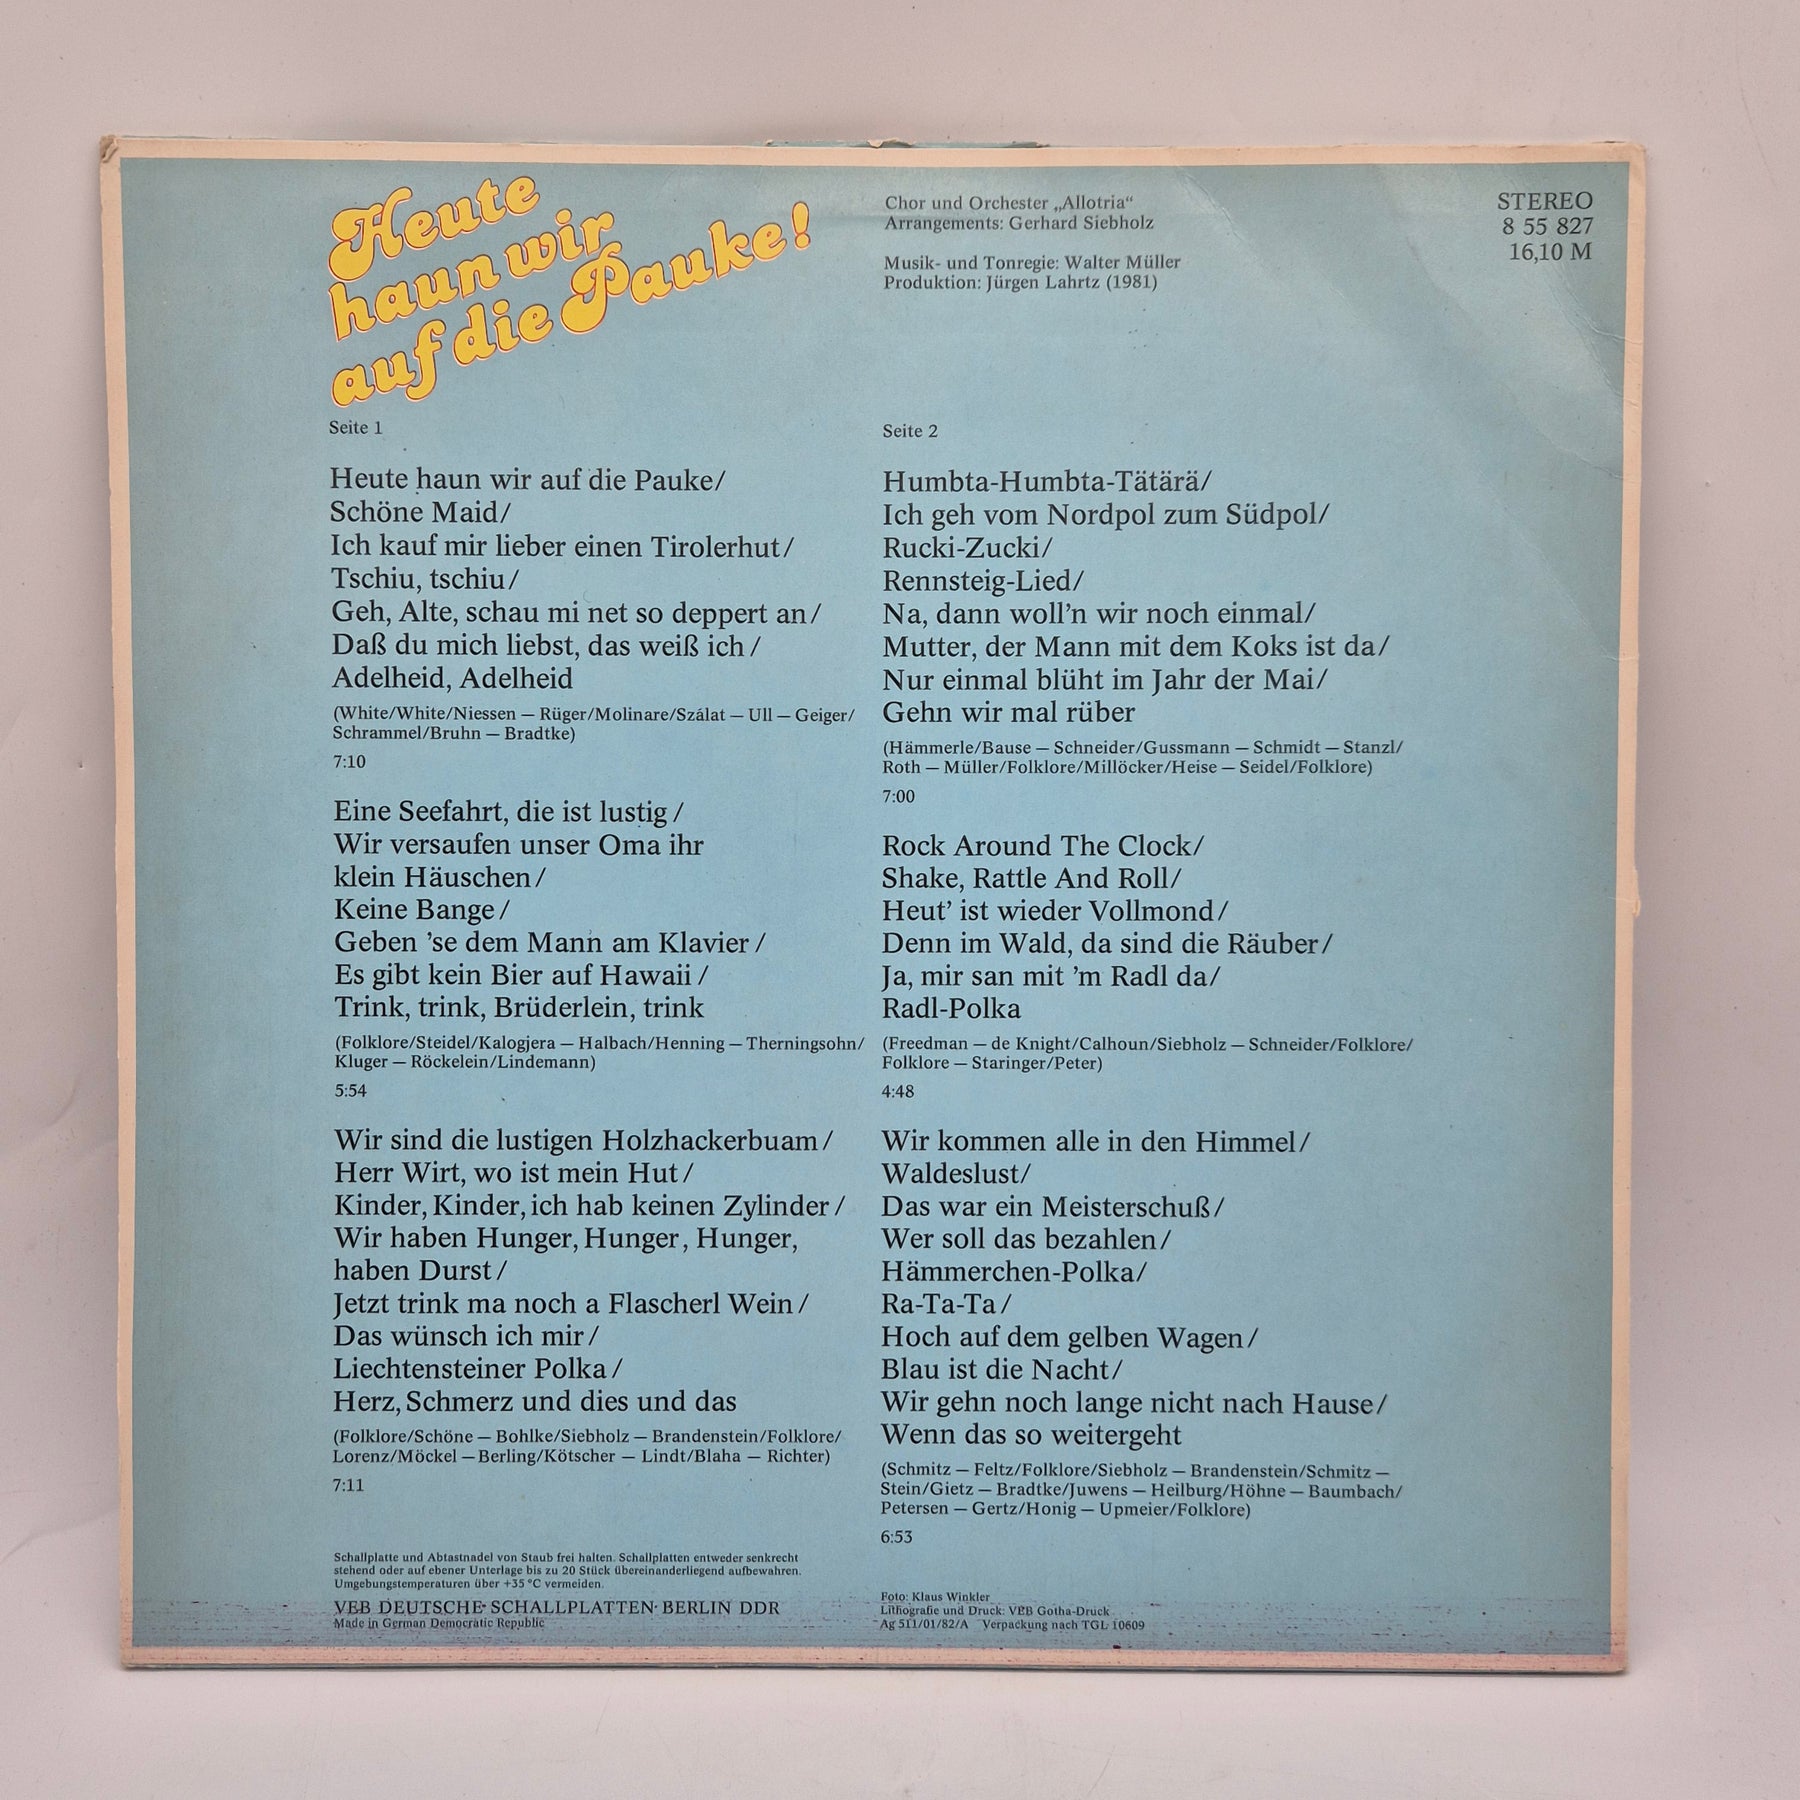 Heute
haun wir
auf die Pauke!
Chor und Orchester „Allotria“
Arrangements: Gerhard Siebholz
Musik- und Tonregie: Walter Müller
Produktion: Jürgen Lahrtz (1981)
STEREO
8 55 827
16,10 M
Seite 1
Heute haun wir auf die Pauke/
Schöne Maid/
Ich kauf mir lieber einen Tirolerhut/
Tschiu, tschiu/
Geh, Alte, schau mi net so deppert an/
Daß du mich liebst, das weiß ich/
Adelheid, Adelheid
(White/White/Niessen — Rüger/Molinare/Szálat — Ull — Geiger/
Schrammel/Bruhn — Bradtke)
7:10
Eine Seefahrt, die ist lustig/
Wir versaufen unser Oma ihr
klein Häuschen/
Keine Bange/
Geben ’se dem Mann am Klavier/
Es gibt kein Bier auf Hawaii/
Trink, trink, Brüderlein, trink
(Folklore/Steidel/Kalogjera — Halbach/Henning — Therningsohn/
Kluger — Röckelein/Lindemann)
5:54
Wir sind die lustigen Holzhackerbuam/
Herr Wirt, wo ist mein Hut/
Kinder, Kinder, ich hab keinen Zylinder/
Wir haben Hunger, Hunger, Hunger,
haben Durst/
Jetzt trink ma noch a Flascherl Wein/
Das wünsch ich mir/
Liechtensteiner Polka/
Herz, Schmerz und dies und das
(Folklore/Schöne — Bohlke/Siebholz — Brandenstein/Folklore/
Lorenz/Möckel — Berling/Kötscher — Lindt/Blaha — Richter)
7:11
Schallplatte und Abtastnadel von Staub frei halten. Schallplatten entweder senkrecht
stehend oder auf ebener Unterlage bis zu 20 Stück übereinanderliegend aufbewahren.
Umgebungstemperaturen über +35 °C vermeiden.
VEB DEUTSCHE SCHALLPLATTEN BERLIN DDR
Made in German Democratic Republic
Seite 2
Humbta-Humbta-Tätärä/
Ich geh vom Nordpol zum Südpol/
Rucki-Zucki/
Rennsteig-Lied/
Na, dann woll’n wir noch einmal/
Mutter, der Mann mit dem Koks ist da/
Nur einmal blüht im Jahr der Mai/
Gehn wir mal rüber
(Hämmerle/Bause — Schneider/Gussmann — Schmidt — Stanzl/
Roth — Müller/Folklore/Millöcker/Heise — Seidel/Folklore)
7:00
Rock Around The Clock/
Shake, Rattle And Roll/
Heut’ ist wieder Vollmond/
Denn im Wald, da sind die Räuber/
Ja, mir san mit ’m Radl da/
Radl-Polka
(Freedman — de Knight/Calhoun/Siebholz — Schneider/Folklore/
Folklore — Staringer/Peter)
4:48
Wir kommen alle in den Himmel/
Waldeslust/
Das war ein Meisterschuß/
Wer soll das bezahlen/
Hämmerchen-Polka/
Ra-Ta-Ta/
Hoch auf dem gelben Wagen/
Blau ist die Nacht/
Wir gehn noch lange nicht nach Hause/
Wenn das so weitergeht
(Schmitz — Feltz/Folklore/Siebholz — Brandenstein/Schmitz —
Stein/Gietz — Bradtke/Juwens — Heilburg/Höhne — Baumbach/
Petersen — Gertz/Honig — Upmeier/Folklore)
6:53
Foto: Klaus Winkler
Lithografie und Druck: VEB Gotha-Druck
Ag 511/01/82/A Verpackung nach TGL 10609